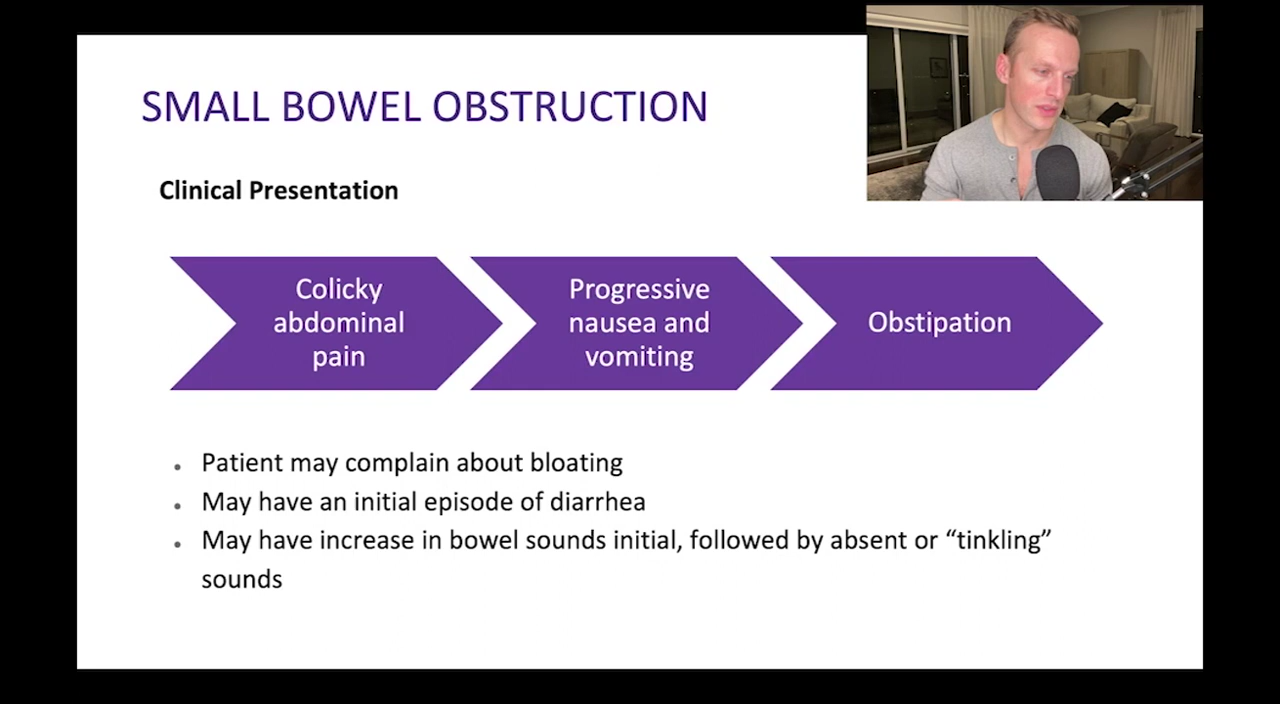 SMALL BOWEL OBSTRUCTION
Clinical Presentation
Colicky
abdominal
pain
Progressive
nausea and
vomiting
Obstipation
• Patient may complain about bloating
• May have an initial episode of diarrhea
• May have increase in bowel sounds initial, followed by absent or “tinkling”
sounds